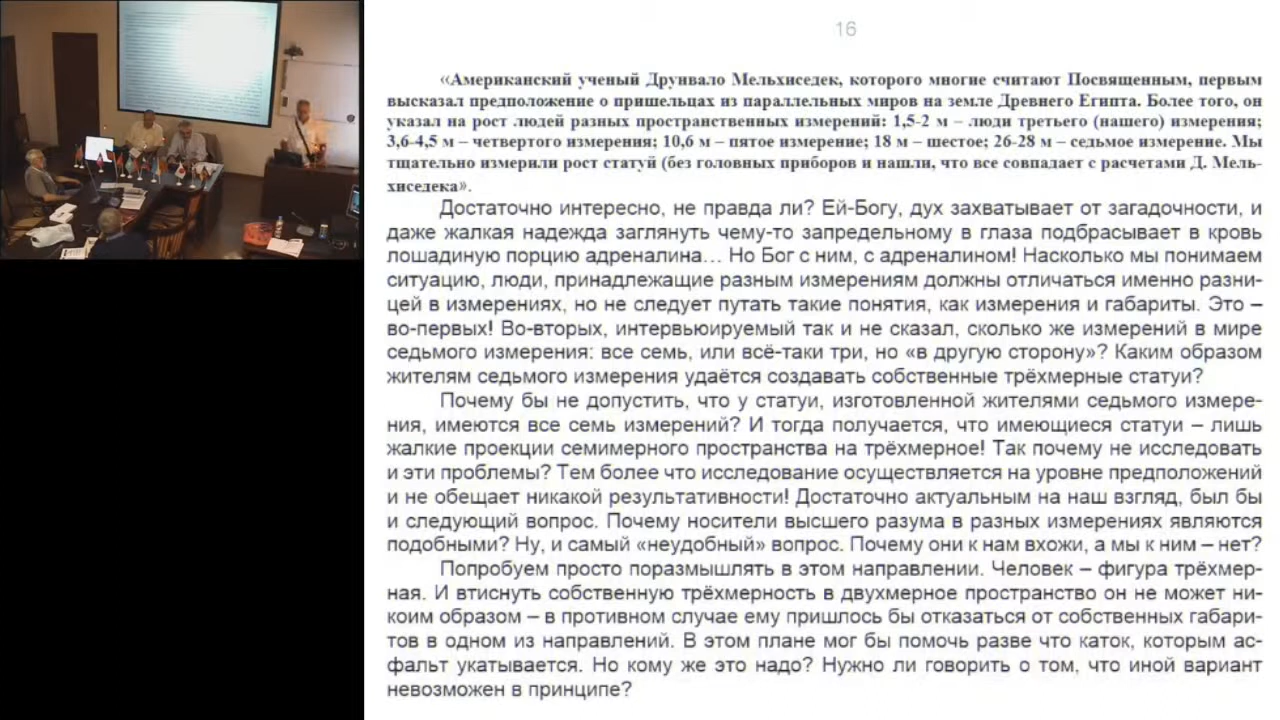 16
«Американский ученый Друнвало Мельхиседек, которого многие считают Посвященным, первым
высказал предположение о пришельцах из параллельных миров на земле Древнего Египта. Более того, он
указал на рост людей разных пространственных измерений: 1,5-2 м – люди третьего (нашего) измерения;
3,6-4,5 м – четвертого измерения; 10,6 м – пятое измерение; 18 м – шестое; 26-28 м – седьмое измерение. Мы
тщательно измерили рост статуй (без головных приборов и нашли, что все совпадает с расчетами Д. Мель-
хиседека».
Достаточно интересно, не правда ли? Ей-Богу, дух захватывает от загадочности, и
даже жалкая надежда заглянуть чему-то запредельному в глаза подбрасывает в кровь
лошадиную порцию адреналина… Но Бог с ним, с адреналином! Насколько мы понимаем
ситуацию, люди, принадлежащие разным измерениям должны отличаться именно разни-
цей в измерениях, но не следует путать такие понятия, как измерения и габариты. Это –
во-первых! Во-вторых, интервьюируемый так и не сказал, сколько же измерений в мире
седьмого измерения: все семь, или всё-таки три, но «в другую сторону»? Каким образом
жителям седьмого измерения удаётся создавать собственные трёхмерные статуи?
Почему бы не допустить, что у статуи, изготовленной жителями седьмого измере-
ния, имеются все семь измерений? И тогда получается, что имеющиеся статуи – лишь
жалкие проекции семимерного пространства на трёхмерное! Так почему не исследовать
и эти проблемы? Тем более что исследование осуществляется на уровне предположений
и не обещает никакой результативности! Достаточно актуальным на наш взгляд, был бы
и следующий вопрос. Почему носители высшего разума в разных измерениях являются
подобными? Ну, и самый «неудобный» вопрос. Почему они к нам вхожи, а мы к ним – нет?
Попробуем просто поразмышлять в этом направлении. Человек – фигура трёхмер-
ная. И втиснуть собственную трёхмерность в двухмерное пространство он не может ни-
коим образом – в противном случае ему пришлось бы отказаться от собственных габари-
тов в одном из направлений. В этом плане мог бы помочь разве что каток, которым ас-
фальт укатывается. Но кому же это надо? Нужно ли говорить о том, что иной вариант
невозможен в принципе?